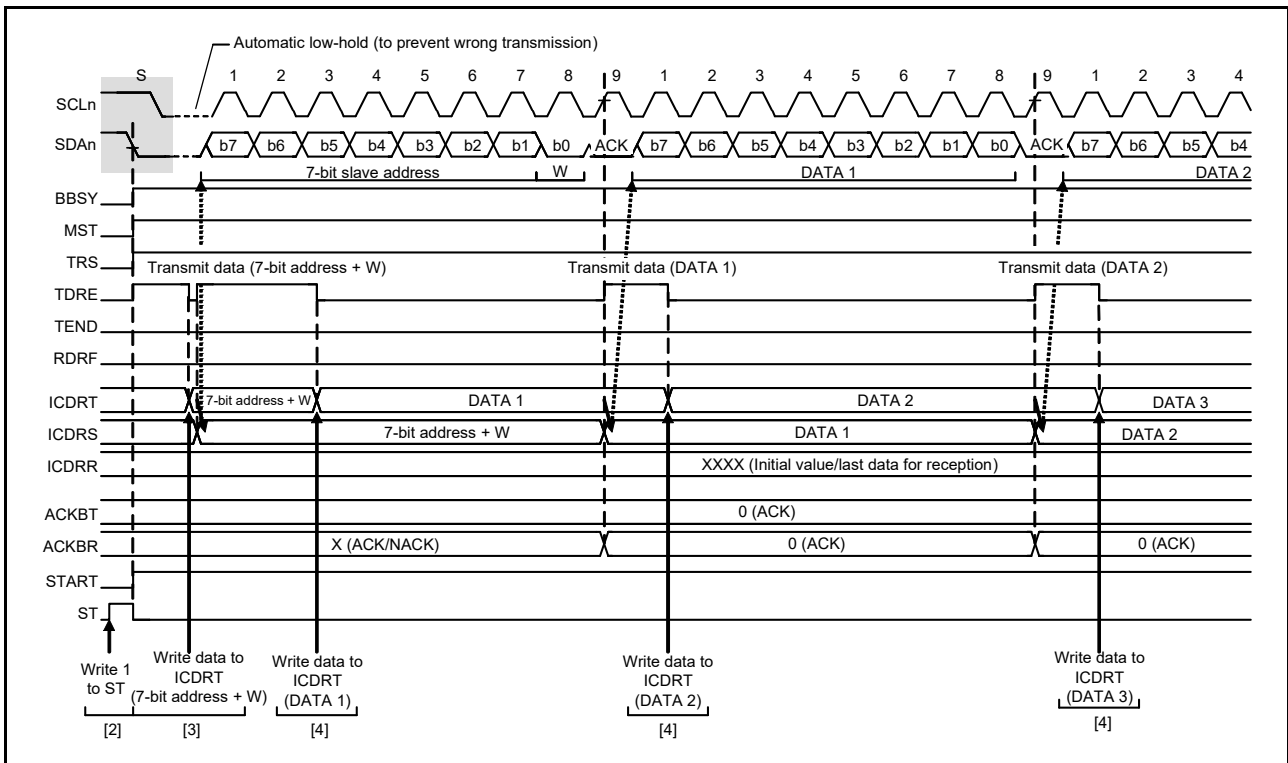 Automatic low-hold (to prevent wrong transmission)
S 1 2 3 4 5 6 7 8 9 1 2 3 4 5 6 7 8 9 1 2 3 4
SCLn
SDAn b7 b6 b5 b4 b3 b2 b1 b0 ACK b7 b6 b5 b4 b3 b2 b1 b0 ACK b7 b6 b5 b4
7-bit slave address W DATA 1 DATA 2
BBSY
MST
TRS
Transmit data (7-bit address + W) Transmit data (DATA 1) Transmit data (DATA 2)
TDRE
TEND
RDRF
ICDRT 7-bit address + W DATA 1 DATA 2 DATA 3
ICDRS 7-bit address + W DATA 1 DATA 2
ICDRR XXXX (Initial value/last data for reception)
ACKBT 0 (ACK)
ACKBR X (ACK/NACK) 0 (ACK) 0 (ACK)
START
ST
Write 1
to ST
[2]
Write data to
ICDRT
(7-bit address + W)
[3]
Write data to
ICDRT
(DATA 1)
[4]
Write data to
ICDRT
(DATA 2)
[4]
Write data to
ICDRT
(DATA 3)
[4]